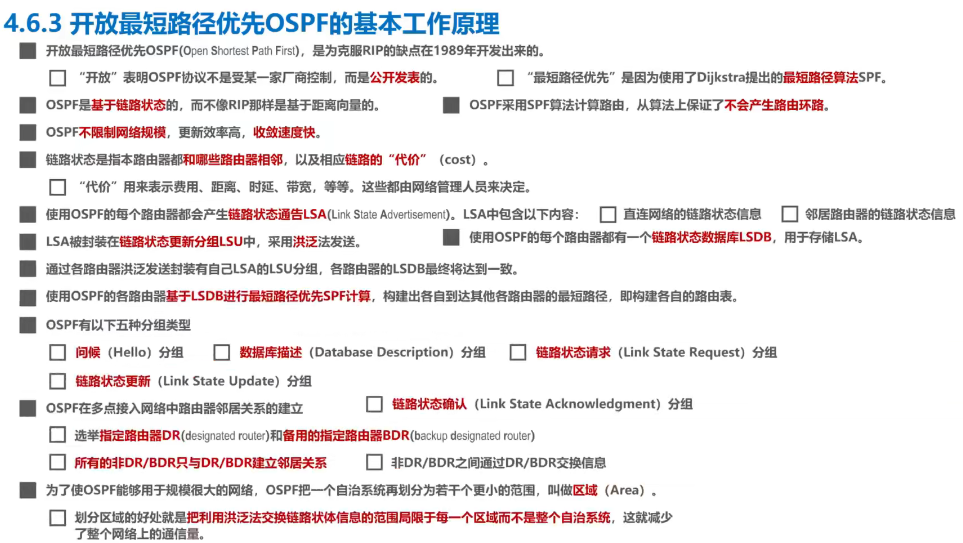 4.6.3 开放最短路径优先OSPF的基本工作原理
开放最短路径优先OSPF(Open Shortest Path First)，是为克服RIP的缺点在1989年开发出来的。
“开放”表明OSPF协议不是受某一家厂商控制，而是公开发表的。
“最短路径优先”是因为使用了Dijkstra提出的最短路径算法SPF。
OSPF是基于链路状态的，而不像RIP那样是基于距离向量的。
OSPF采用SPF算法计算路由，从算法上保证了不会产生路由环路。
OSPF不限制网络规模，更新效率高，收敛速度快。
链路状态是指本路由器都和哪些路由器相邻，以及相应链路的“代价”（cost）。
“代价”用来表示费用、距离、时延、带宽，等等。这些都由网络管理人员来决定。
使用OSPF的每个路由器都会产生链路状态通告LSA(Link State Advertisement)。LSA中包含以下内容：
直连网络的链路状态信息
邻居路由器的链路状态信息
LSA被封装在链路状态更新分组LSU中，采用洪泛法发送。
使用OSPF的每个路由器都有一个链路状态数据库LSDB，用于存储LSA。
通过各路由器洪泛发送封装有自己LSA的LSU分组，各路由器的LSDB最终将达到一致。
使用OSPF的各路由器基于LSDB进行最短路径优先SPF计算，构建出各自到达其他各路由器的最短路径，即构建各自的路由表。
OSPF有以下五种分组类型
问候（Hello）分组
数据库描述（Database Description）分组
链路状态请求（Link State Request）分组
链路状态更新（Link State Update）分组
链路状态确认（Link State Acknowledgment）分组
OSPF在多点接入网络中路由器邻居关系的建立
选举指定路由器DR(designated router)和备用的指定路由器BDR(backup designated router)
所有的非DR/BDR只与DR/BDR建立邻居关系
非DR/BDR之间通过DR/BDR交换信息
为了使OSPF能够用于规模很大的网络，OSPF把一个自治系统再划分为若干个更小的范围，叫做区域（Area）。
划分区域的好处就是把利用洪泛法交换链路状体信息的范围局限于每一个区域而不是整个自治系统，这就减少
了整个网络上的通信量。